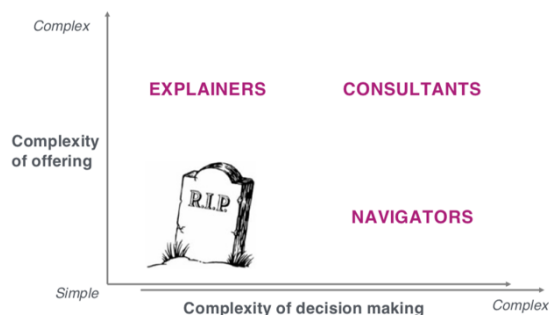 Complex
EXPLAINERS CONSULTANTS
Complexity
of offering
R.I.P.
NAVIGATORS
Simple
Complexity of decision making
Complex